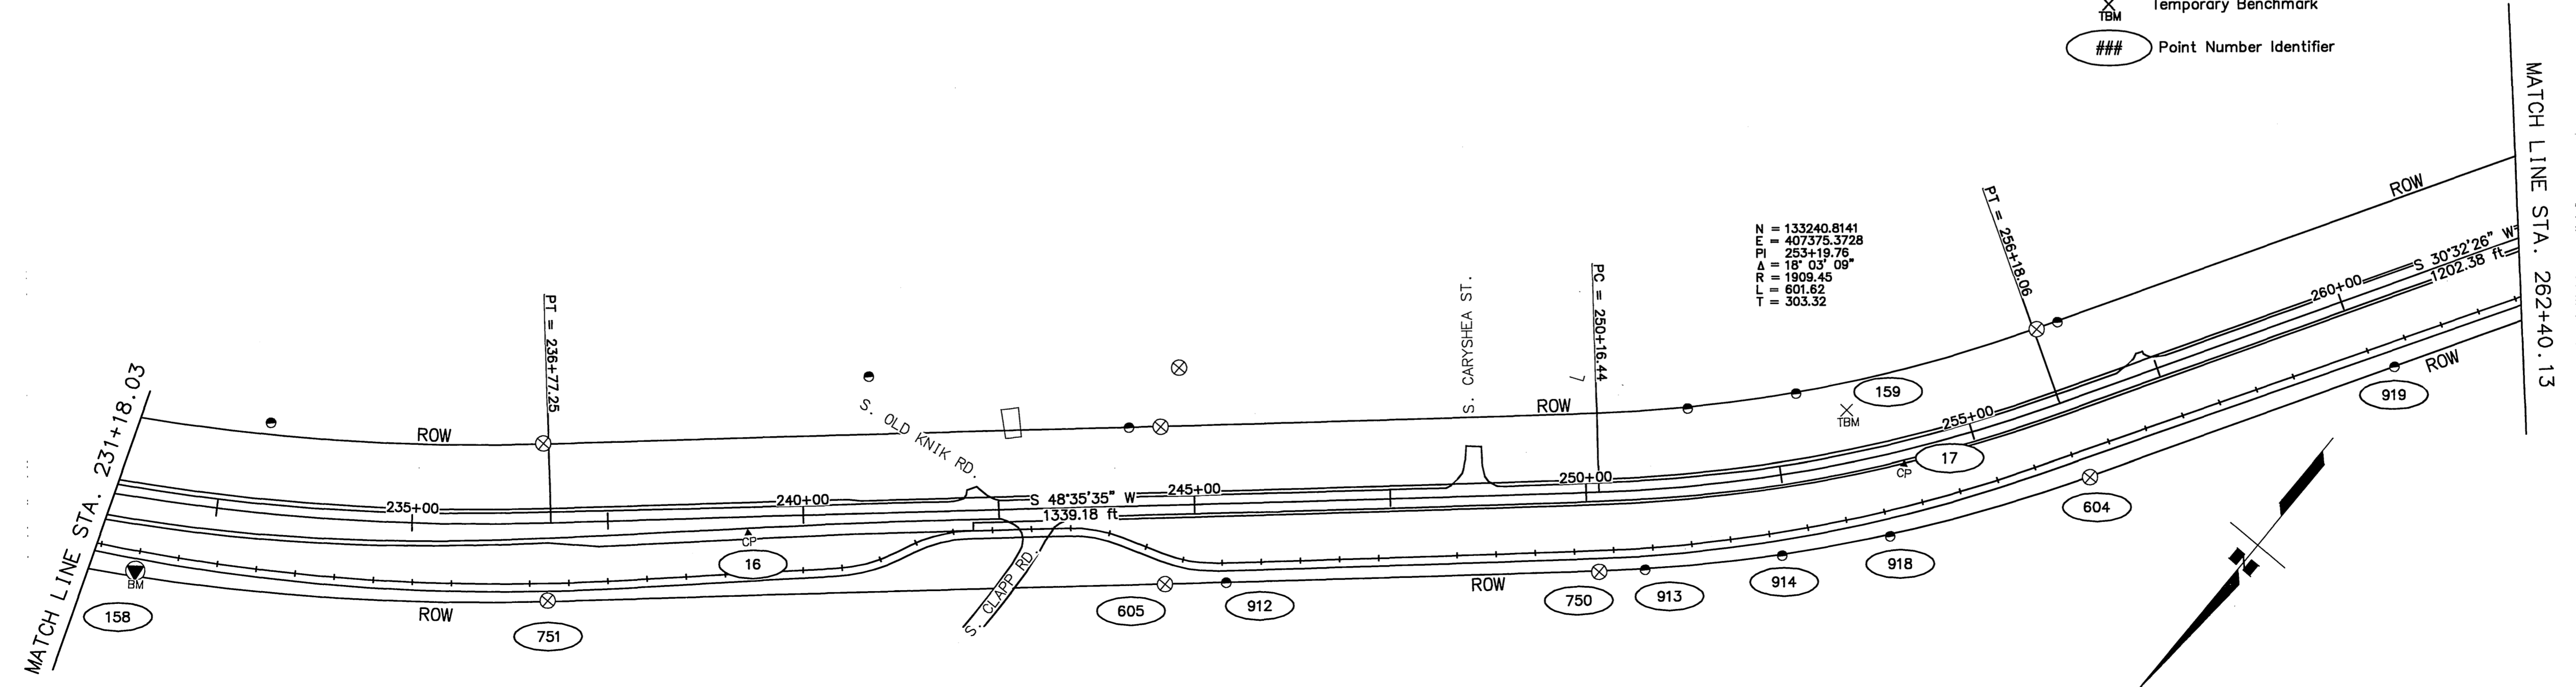 TBM Temporary Benchmark
### Point Number Identifier
MATCH LINE STA. 231+18.03
MATCH LINE STA. 262+40.13
PT = 236+77.25
PC = 250+16.44
PT = 256+18.06
N = 133240.8141
E = 407375.3728
PI 253+19.76
Δ = 18° 03' 09"
R = 1909.45
L = 601.62
T = 303.32
S. OLD KNIK RD.
S. CARYSHEA ST.
S. CLAPP RD.
ROW
ROW
ROW
ROW
ROW
ROW
ROW
235+00
240+00
S 48°35'35" W
1339.18 ft
245+00
250+00
255+00
260+00
S 30°32'26" W
1202.38 ft
BM
158
751
CP
16
605
912
750
913
914
918
604
919
CP
17
TBM
159